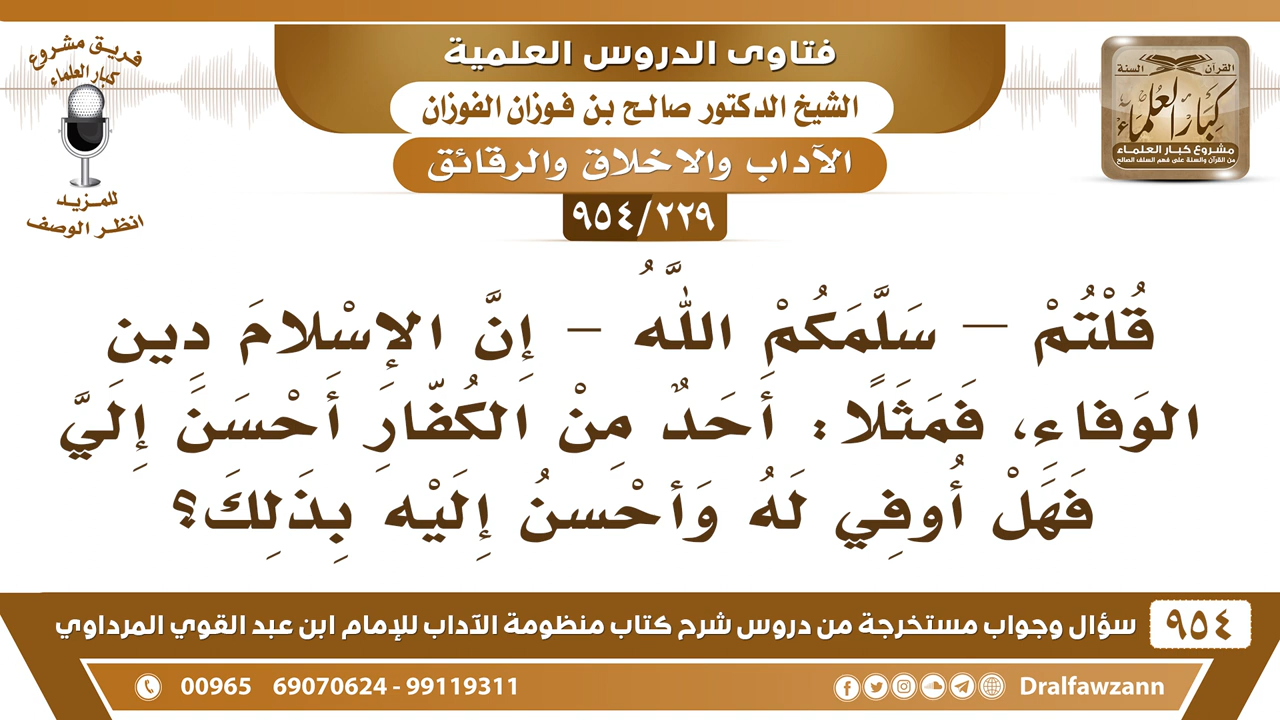 فريق مشروع
كبار العلماء
للمزيد
انظر الوصف
فتاوى الدروس العلمية
الشيخ الدكتور صالح بن فوزان الفوزان
الآداب والاخلاق والرقائق
٩٥٤/٢٢٩
القرآن السنة
كبار العلماء
مشروع كبار العلماء
من القرآن والسنة على فهم السلف الصالح
قُلْتُمْ – سَلَّمَكُمْ اللَّهُ – إِنَّ الإِسْلامَ دين
الوَفاءِ، فَمَثَلًا: أَحَدٌ مِنْ الكُفّارِ أَحْسَنَ إِلَيَّ
فَهَلْ أُوفِي لَهُ وَأحْسنُ إِلَيْه بِذَلِكَ؟
٩٥٤ سؤال وجواب مستخرجة من دروس شرح كتاب منظومة الآداب للإمام ابن عبد القوي المرداوي
00965 69070624 - 99119311
Dralfawzann